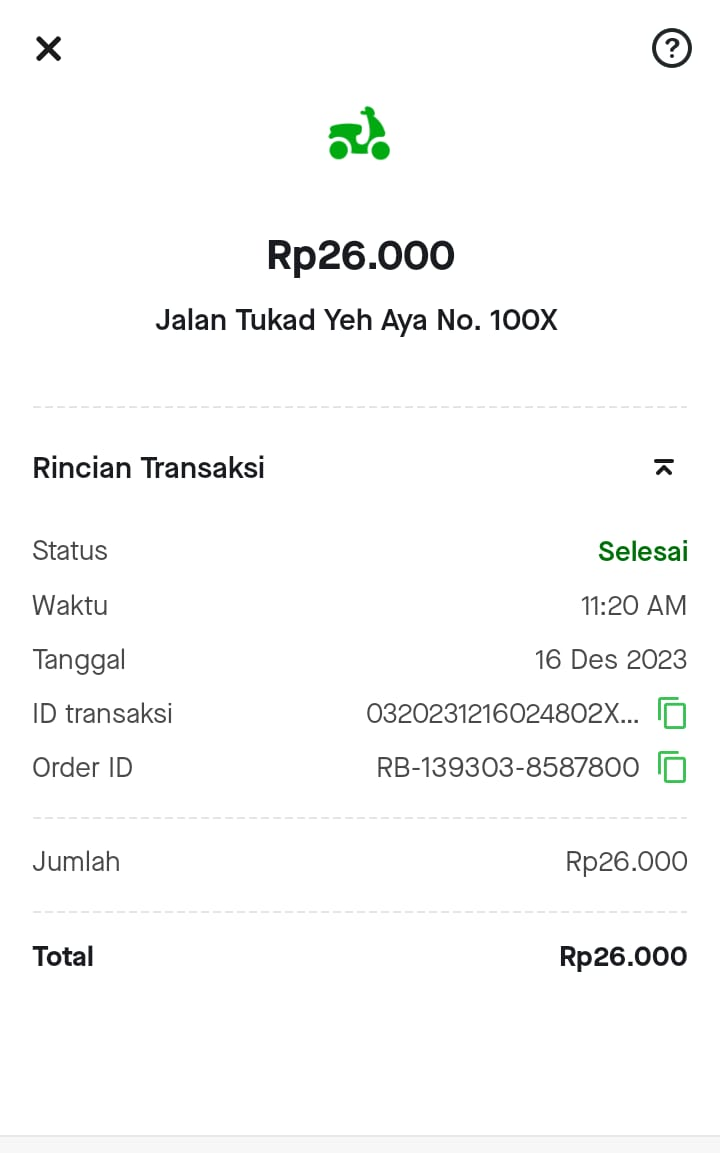 Rp26.000
Jalan Tukad Yeh Aya No. 100X
Rincian Transaksi
Status Selesai
Waktu 11:20 AM
Tanggal 16 Des 2023
ID transaksi 0320231216024802X...
Order ID RB-139303-8587800
Jumlah Rp26.000
Total Rp26.000